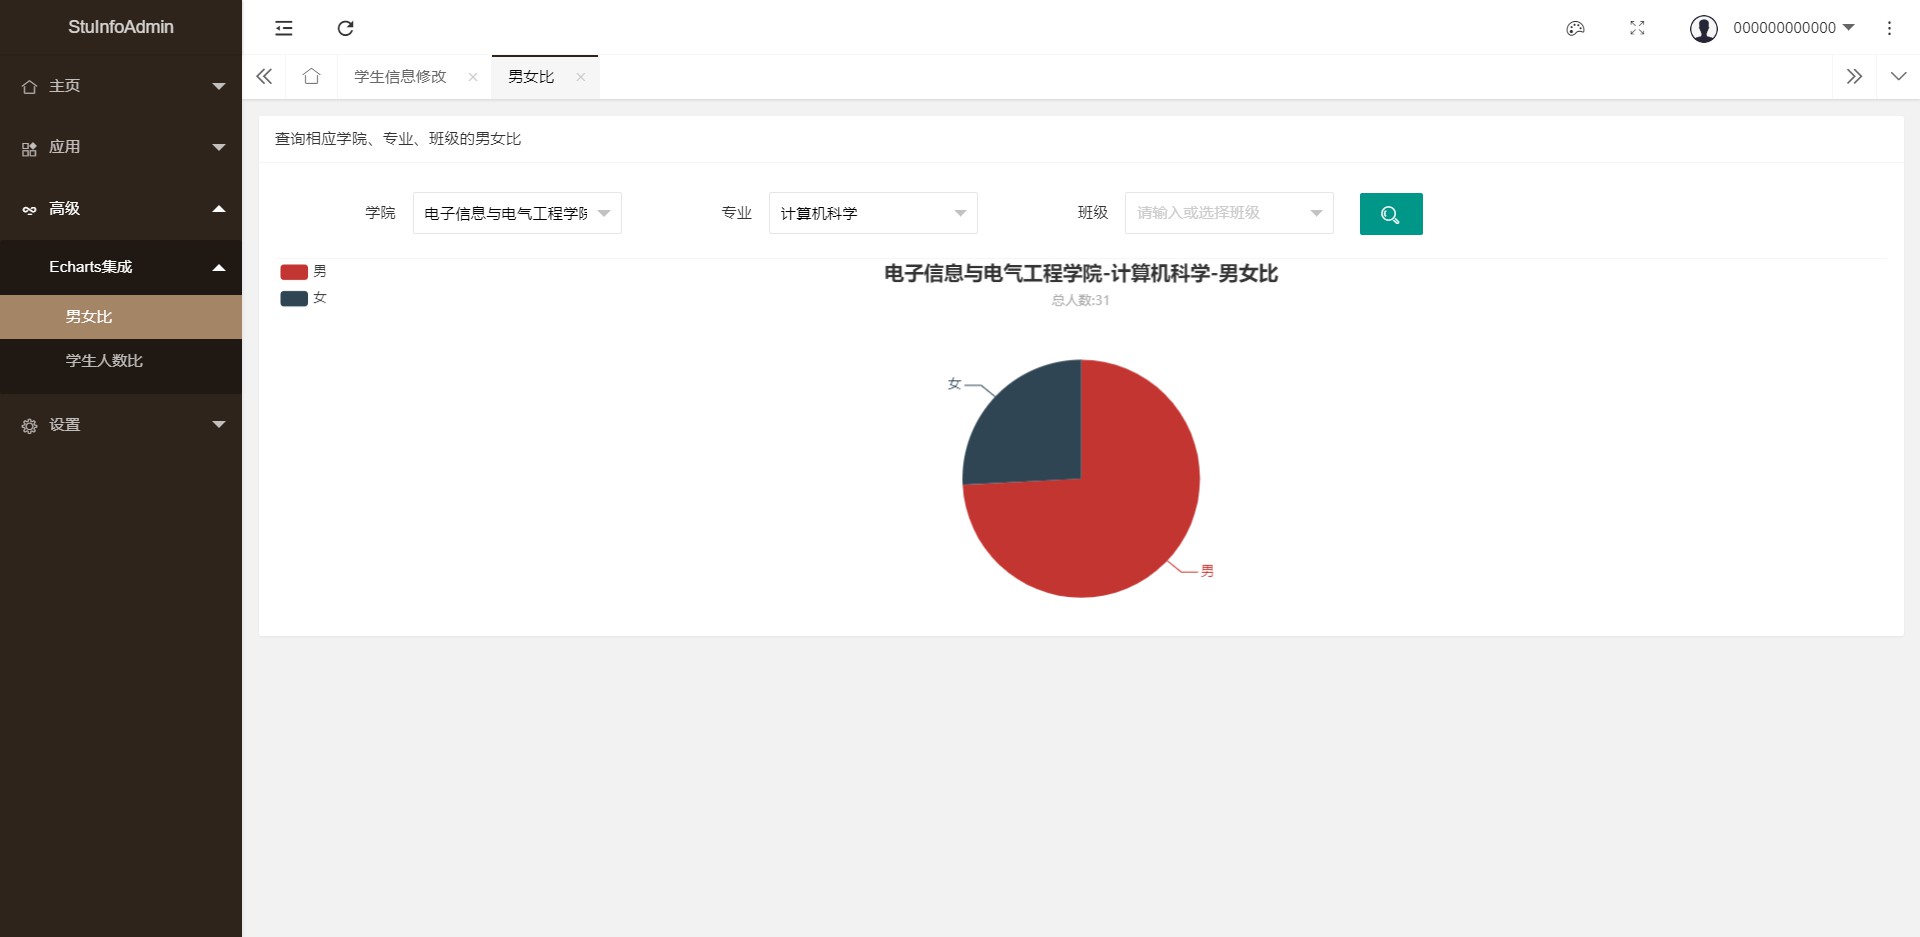 StuInfoAdmin
主页
应用
高级
Echarts集成
男女比
学生人数比
设置
000000000000
学生信息修改
男女比
查询相应学院、专业、班级的男女比
学院 电子信息与电气工程学院 专业 计算机科学 班级 请输入或选择班级
男
女
电子信息与电气工程学院-计算机科学-男女比
总人数:31
女
男